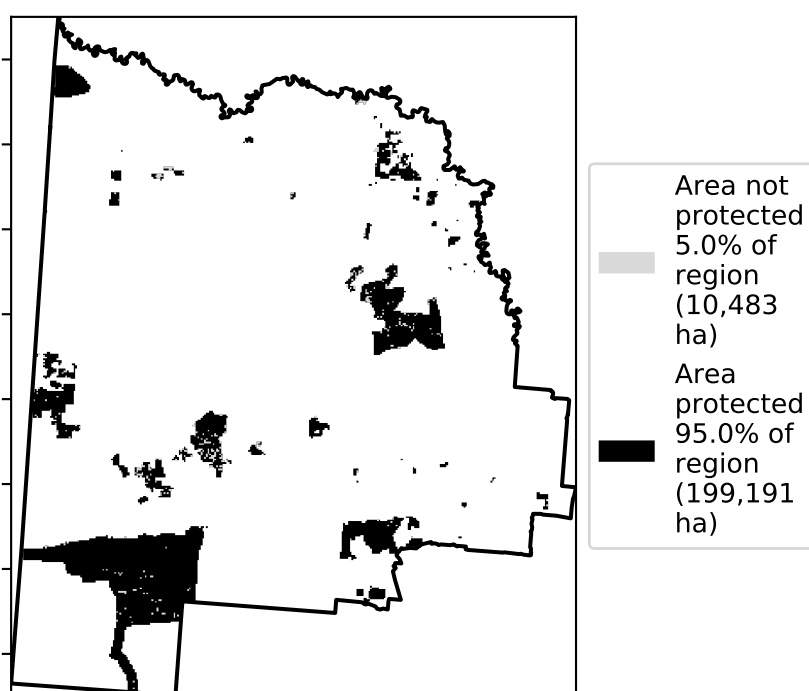 Area not
protected
5.0% of
region
(10,483
ha)
Area
protected
95.0% of
region
(199,191
ha)